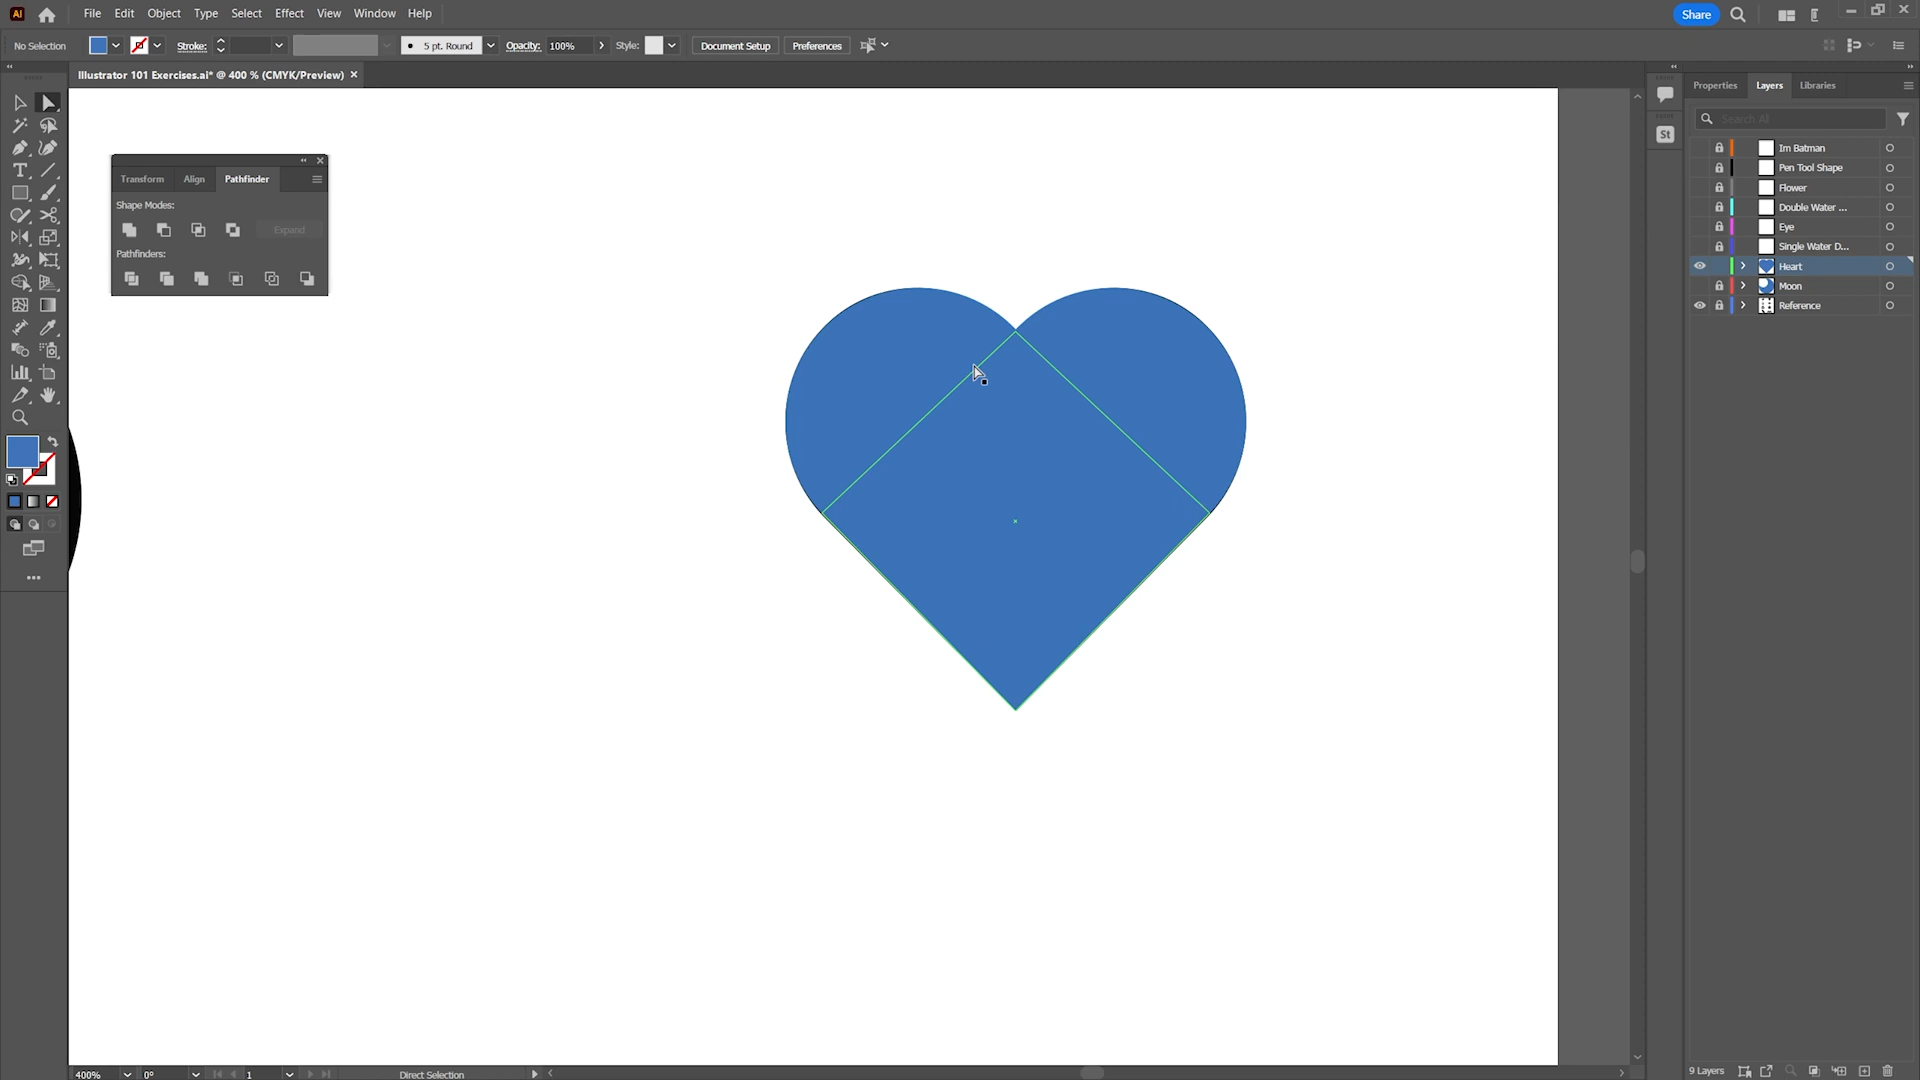 Ai File Edit Object Type Select Effect View Window Help Share
No Selection Stroke: 5 pt. Round Opacity: 100% Style: Document Setup Preferences
Illustrator 101 Exercises.ai* @ 400 % (CMYK/Preview) ×
Properties Layers Libraries
Search All
St
Im Batman
Pen Tool Shape
Flower
Double Water ...
Eye
Single Water D...
Heart
Moon
Reference
Transform Align Pathfinder
Shape Modes:
Expand
Pathfinders:
400% 0° 1 Direct Selection
9 Layers